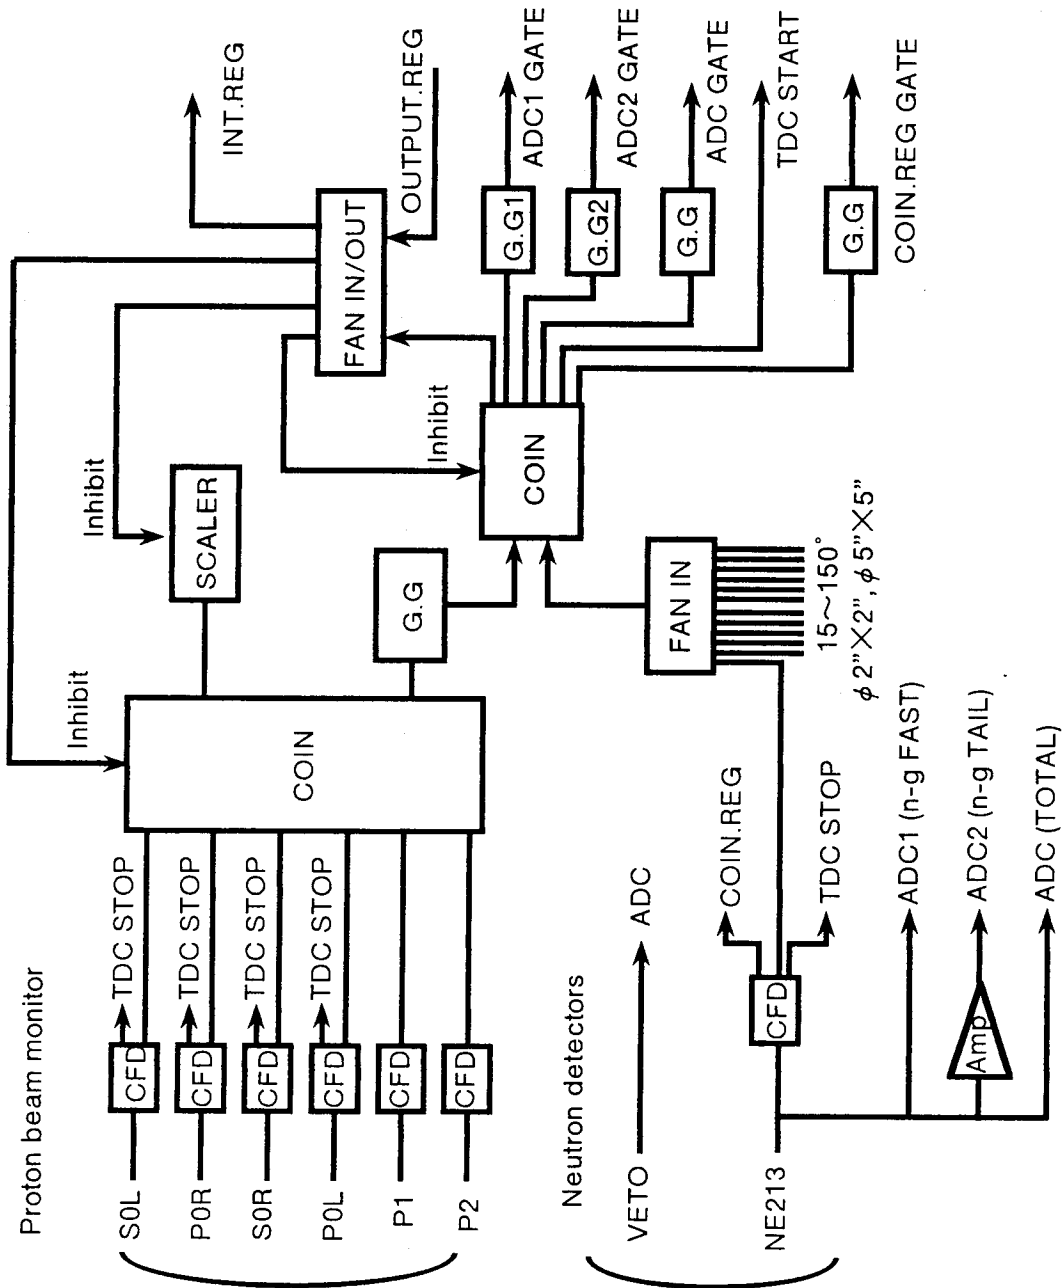 Proton beam monitor
S0L
CFD
TDC STOP
P0R
CFD
TDC STOP
S0R
CFD
TDC STOP
P0L
CFD
TDC STOP
P1
CFD
P2
CFD
COIN
Inhibit
SCALER
Inhibit
G.G
FAN IN/OUT
INT.REG
OUTPUT.REG
Inhibit
COIN
G.G1
ADC1 GATE
G.G2
ADC2 GATE
G.G
ADC GATE
TDC START
G.G
COIN.REG GATE
Neutron detectors
VETO
ADC
NE213
CFD
COIN.REG
TDC STOP
FAN IN
15~150°
φ2"×2", φ5"×5"
ADC1 (n-g FAST)
Amp
ADC2 (n-g TAIL)
ADC (TOTAL)